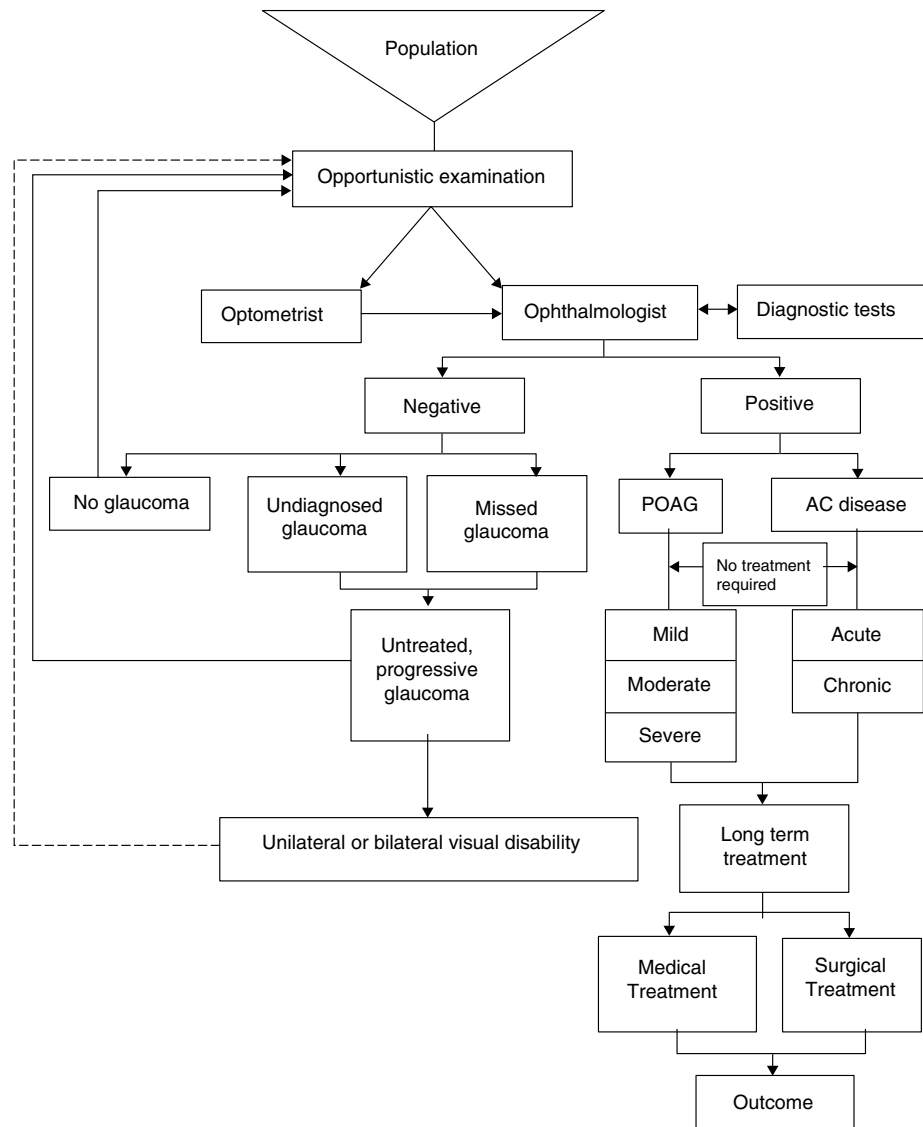 Population
Opportunistic examination
Optometrist
Ophthalmologist
Diagnostic tests
Negative
Positive
No glaucoma
Undiagnosed
glaucoma
Missed
glaucoma
POAG
AC disease
No treatment
required
Untreated,
progressive
glaucoma
Mild
Moderate
Severe
Acute
Chronic
Unilateral or bilateral visual disability
Long term
treatment
Medical
Treatment
Surgical
Treatment
Outcome